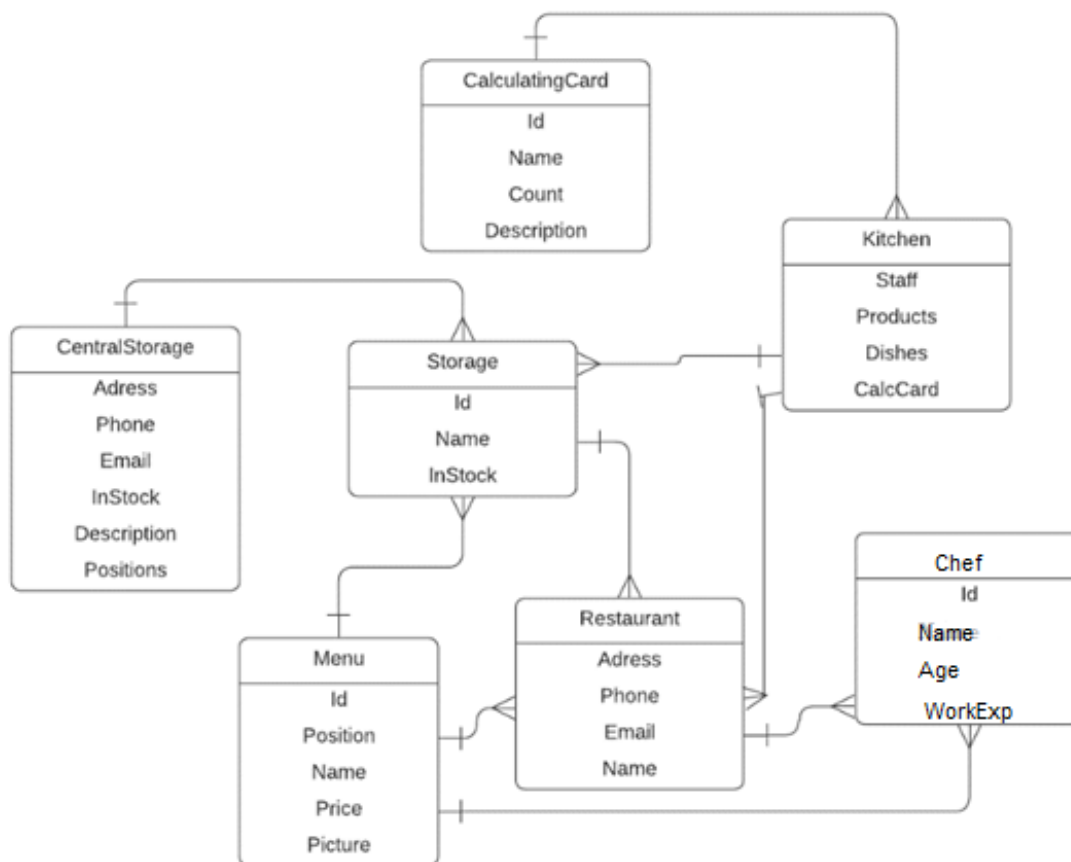 CalculatingCard
Id
Name
Count
Description
Kitchen
Staff
Products
Dishes
CalcCard
CentralStorage
Adress
Phone
Email
InStock
Description
Positions
Storage
Id
Name
InStock
Chef
Id
Name
Age
WorkExp
Restaurant
Adress
Phone
Email
Name
Menu
Id
Position
Name
Price
Picture